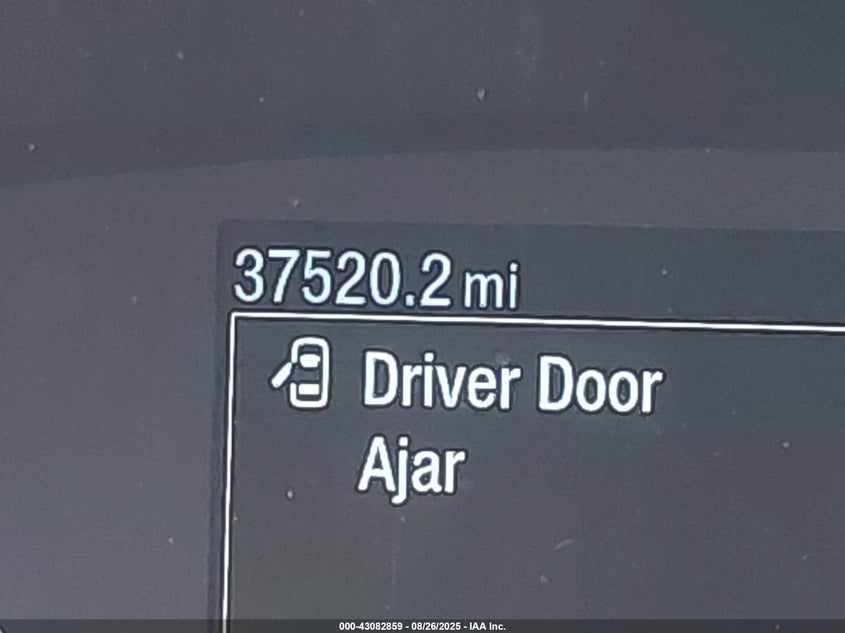 37520.2 mi
Driver Door
Ajar
000-43082859 - 08/26/2025 - IAA Inc.